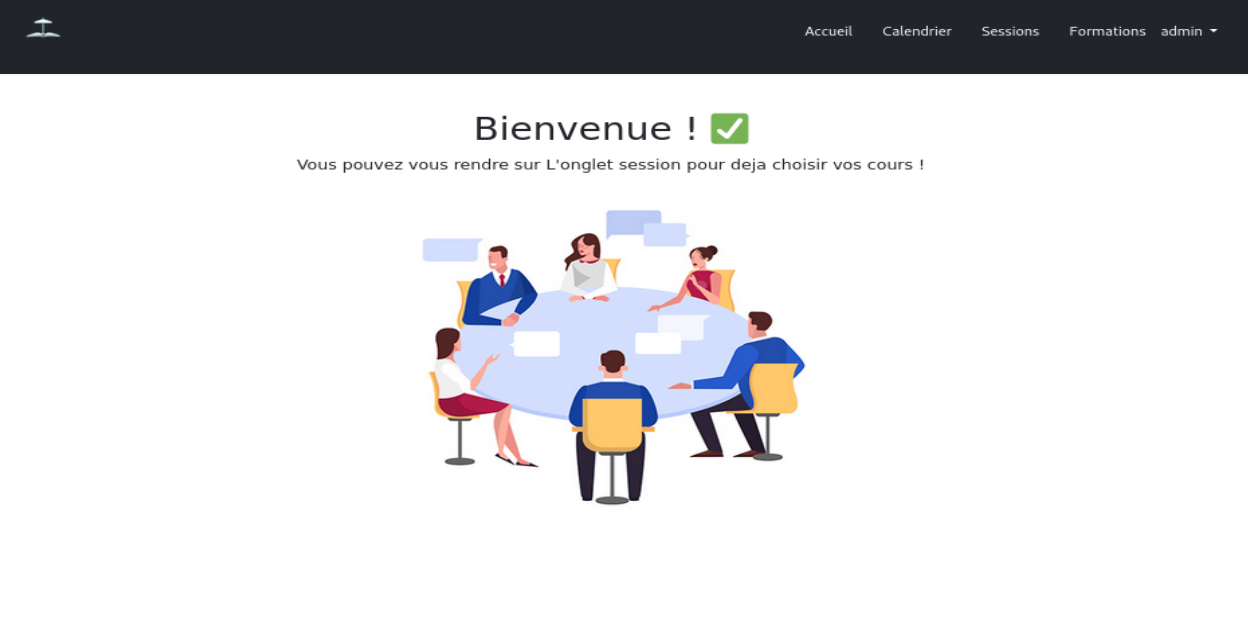 Accueil Calendrier Sessions Formations admin
Bienvenue ! ✅
Vous pouvez vous rendre sur L'onglet session pour deja choisir vos cours !